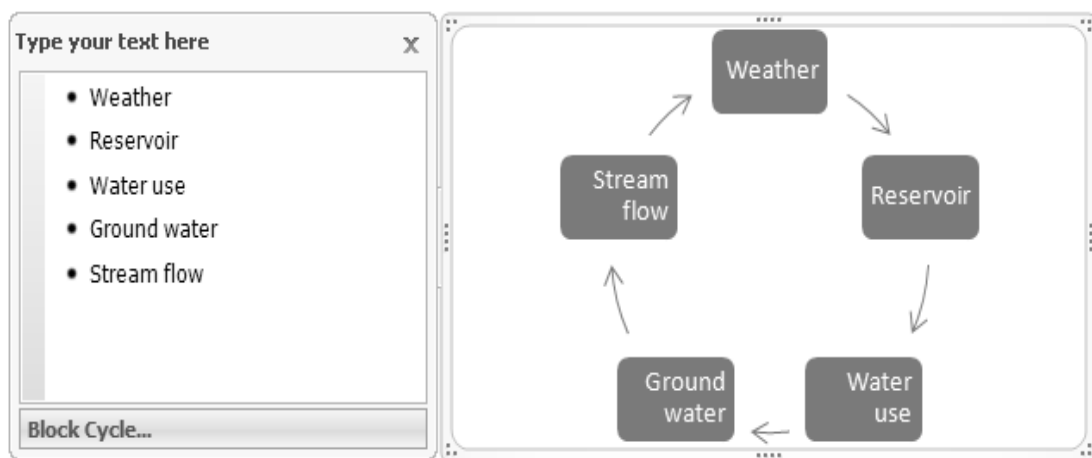 Type your text here
x
• Weather
• Reservoir
• Water use
• Ground water
• Stream flow
Block Cycle...
Weather
Reservoir
Water
use
Ground
water
Stream
flow